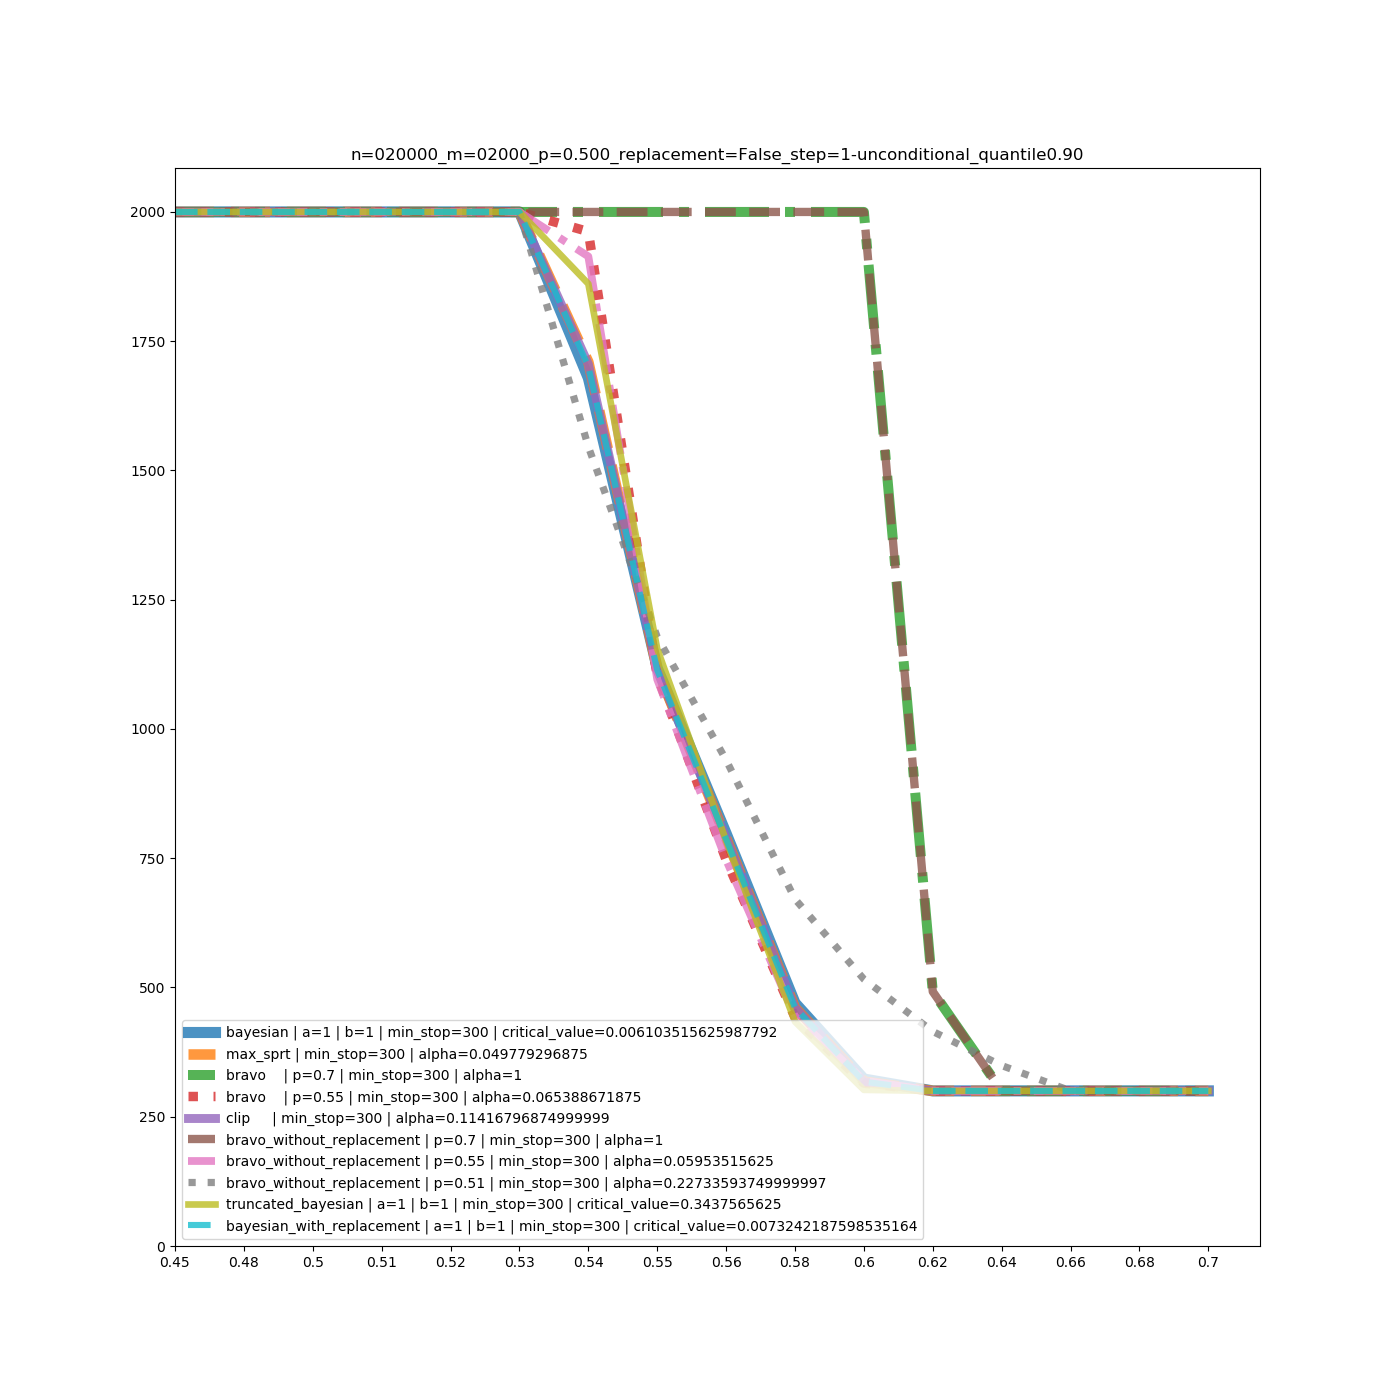 n=020000_m=02000_p=0.500_replacement=False_step=1-unconditional_quantile0.90
2000
1750
1500
1250
1000
750
500
250
0
bayesian | a=1 | b=1 | min_stop=300 | critical_value=0.006103515625987792
max_sprt | min_stop=300 | alpha=0.049779296875
bravo    | p=0.7 | min_stop=300 | alpha=1
bravo    | p=0.55 | min_stop=300 | alpha=0.065388671875
clip     | min_stop=300 | alpha=0.11416796874999999
bravo_without_replacement | p=0.7 | min_stop=300 | alpha=1
bravo_without_replacement | p=0.55 | min_stop=300 | alpha=0.05953515625
bravo_without_replacement | p=0.51 | min_stop=300 | alpha=0.22733593749999997
truncated_bayesian | a=1 | b=1 | min_stop=300 | critical_value=0.3437565625
bayesian_with_replacement | a=1 | b=1 | min_stop=300 | critical_value=0.0073242187598535164
0.45 0.48 0.5 0.51 0.52 0.53 0.54 0.55 0.56 0.58 0.6 0.62 0.64 0.66 0.68 0.7